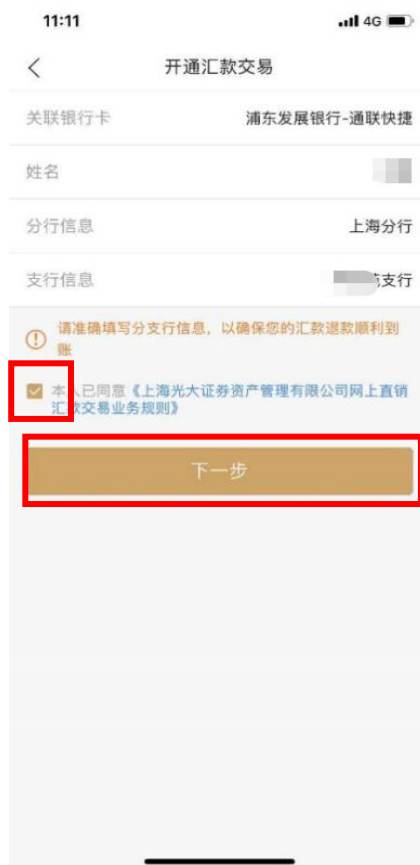 11:11
4G
开通汇款交易
关联银行卡
浦东发展银行-通联快捷
姓名
分行信息
上海分行
支行信息
支行
请准确填写分支行信息，以确保您的汇款退款顺利到
账
本人已同意《上海光大证券资产管理有限公司网上直销
汇款交易业务规则》
下一步